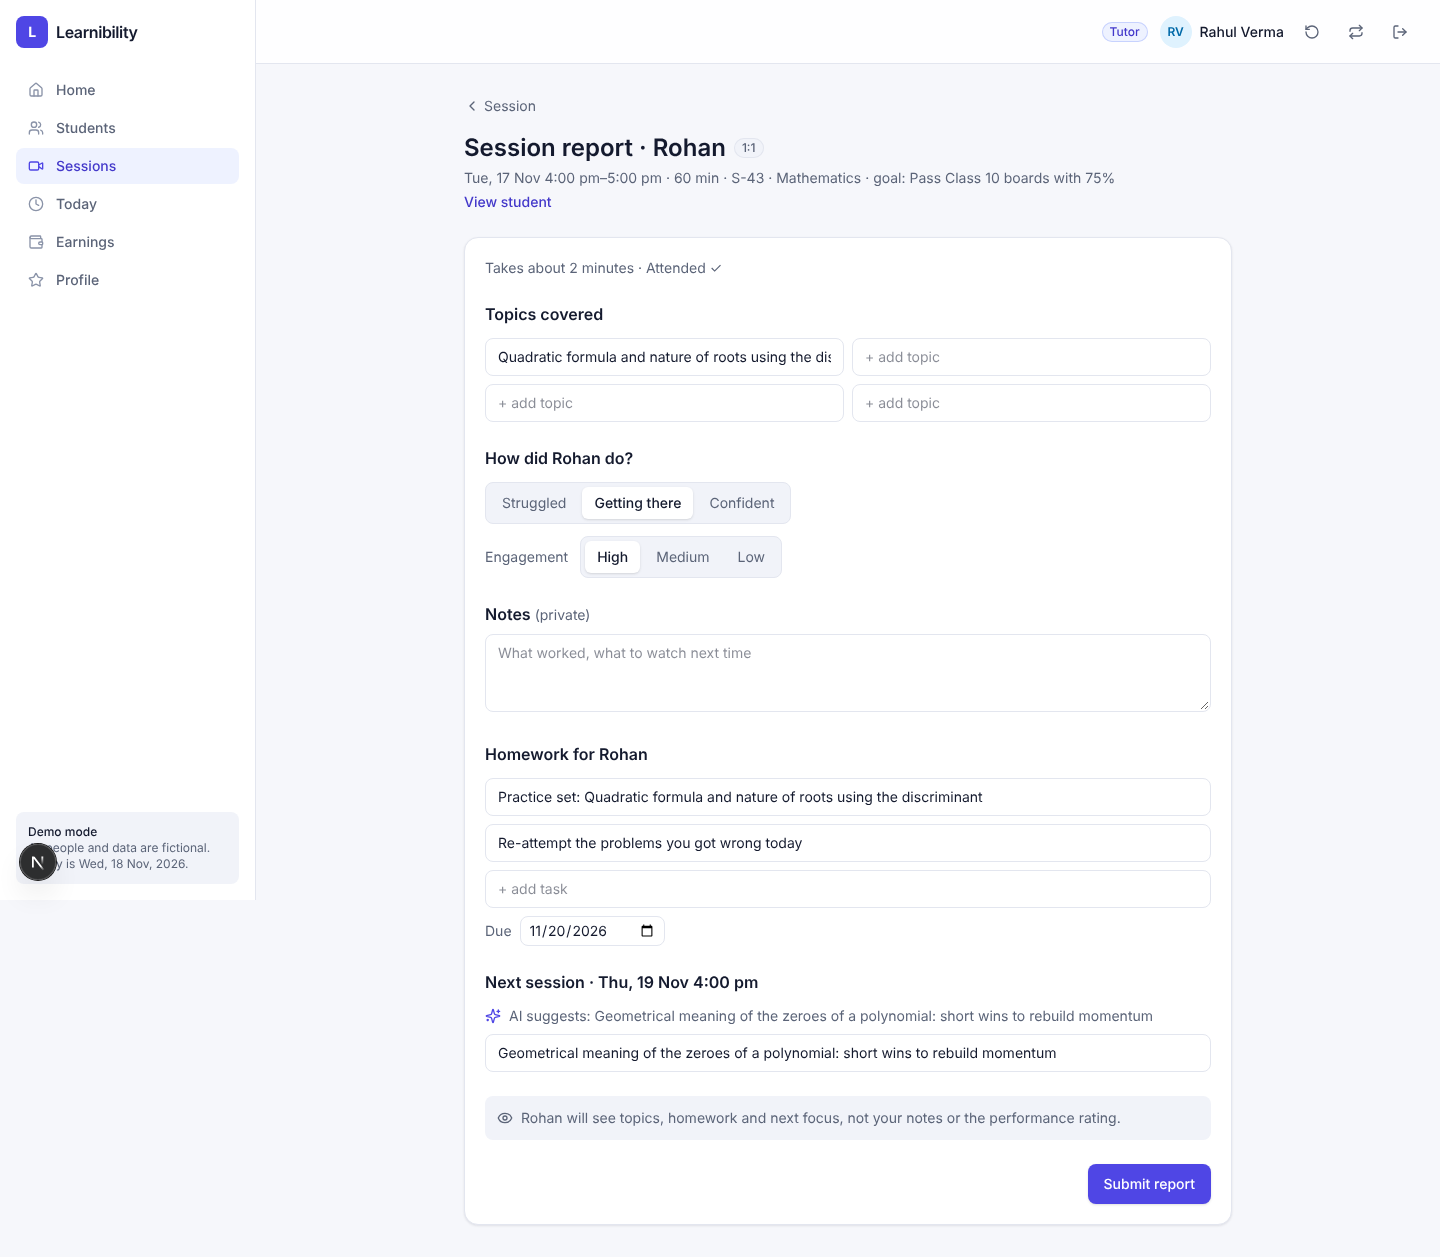 L Learnibility
Tutor RV Rahul Verma
Home
Students
Sessions
Today
Earnings
Profile
Session
Session report · Rohan 1:1
Tue, 17 Nov 4:00 pm–5:00 pm · 60 min · S-43 · Mathematics · goal: Pass Class 10 boards with 75%
View student
Takes about 2 minutes · Attended ✓
Topics covered
Quadratic formula and nature of roots using the dis
+ add topic
+ add topic
+ add topic
How did Rohan do?
Struggled Getting there Confident
Engagement High Medium Low
Notes (private)
What worked, what to watch next time
Homework for Rohan
Practice set: Quadratic formula and nature of roots using the discriminant
Re-attempt the problems you got wrong today
+ add task
Due 11/20/2026
Next session · Thu, 19 Nov 4:00 pm
AI suggests: Geometrical meaning of the zeroes of a polynomial: short wins to rebuild momentum
Geometrical meaning of the zeroes of a polynomial: short wins to rebuild momentum
Rohan will see topics, homework and next focus, not your notes or the performance rating.
Submit report
Demo mode
people and data are fictional.
N is Wed, 18 Nov, 2026.